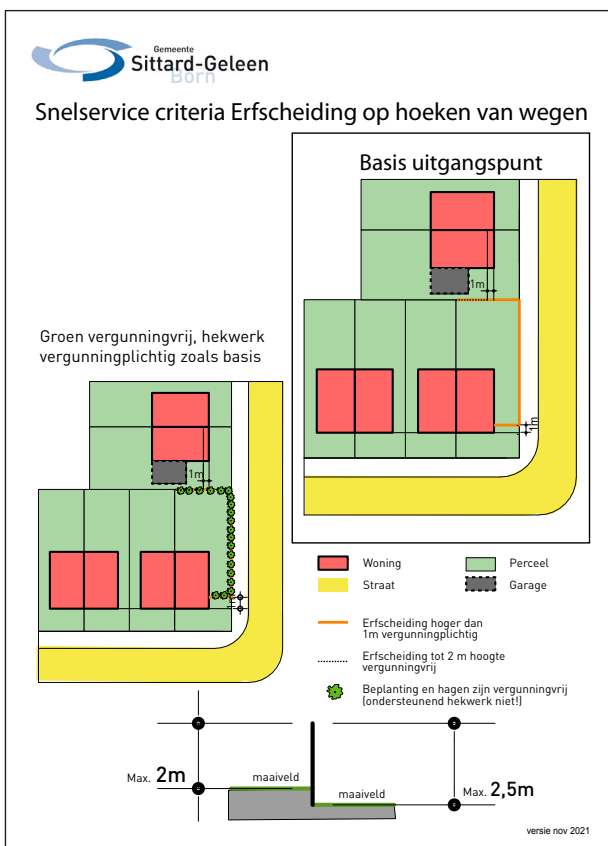 Gemeente
Sittard-Geleen
Born
Snelservice criteria Erfscheiding op hoeken van wegen
Basis uitgangspunt
1m
1m
Groen vergunningvrij, hekwerk
vergunningplichtig zoals basis
1m
1m
Woning
Perceel
Straat
Garage
Erfscheiding hoger dan
1m vergunningplichtig
Erfscheiding tot 2 m hoogte
vergunningvrij
Beplanting en hagen zijn vergunningvrij
(ondersteunend hekwerk niet!)
Max. 2m
maaiveld
maaiveld
Max. 2,5m
versie nov 2021